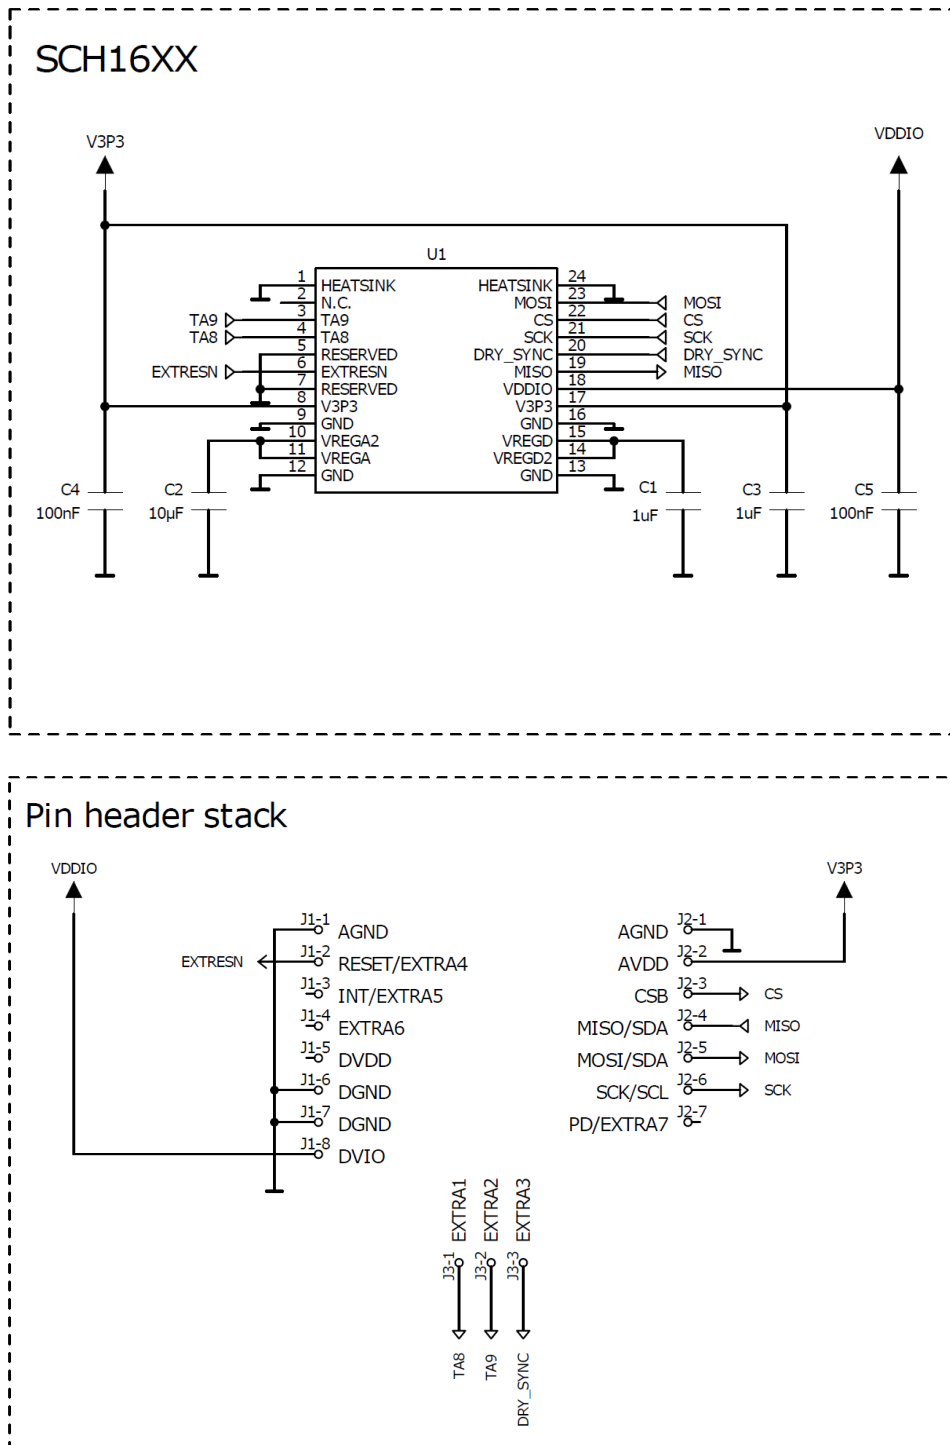 SCH16XX
V3P3
VDDIO
U1
1 HEATSINK HEATSINK 24
2 N.C. MOSI 23 MOSI
TA9 3 TA9 CS 22 CS
TA8 4 TA8 SCK 21 SCK
5 RESERVED DRY_SYNC 20 DRY_SYNC
EXTRESN 6 EXTRESN MISO 19 MISO
7 RESERVED VDDIO 18
8 V3P3 V3P3 17
9 GND GND 16
10 VREGA2 VREGD 15
11 VREGA VREGD2 14
12 GND GND 13
C4 C2 C1 C3 C5
100nF 10µF 1uF 1uF 100nF
Pin header stack
VDDIO
V3P3
J1-1 AGND AGND J2-1
EXTRESN J1-2 RESET/EXTRA4 AVDD J2-2
J1-3 INT/EXTRA5 CSB J2-3 CS
J1-4 EXTRA6 MISO/SDA J2-4 MISO
J1-5 DVDD MOSI/SDA J2-5 MOSI
J1-6 DGND SCK/SCL J2-6 SCK
J1-7 DGND PD/EXTRA7 J2-7
J1-8 DVIO
J3-1 EXTRA1
J3-2 EXTRA2
J3-3 EXTRA3
TA8
TA9
DRY_SYNC